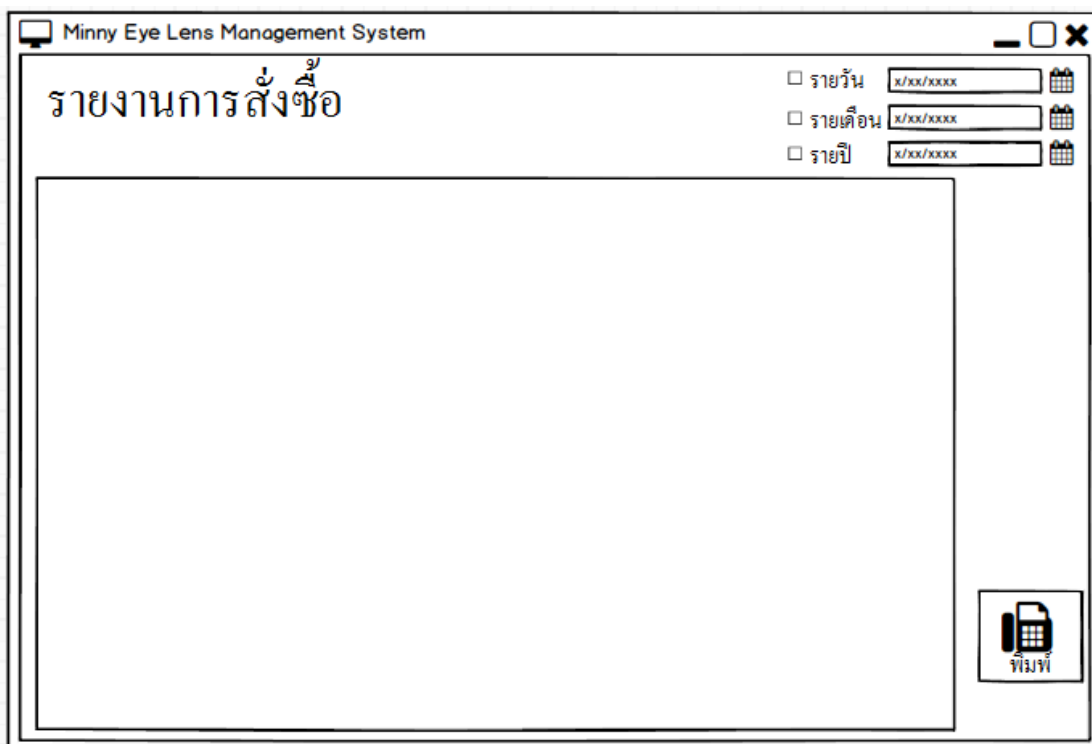 Minny Eye Lens Management System
รายงานการสั่งซื้อ
รายวัน x/xx/xxxx
รายเดือน x/xx/xxxx
รายปี x/xx/xxxx
พิมพ์